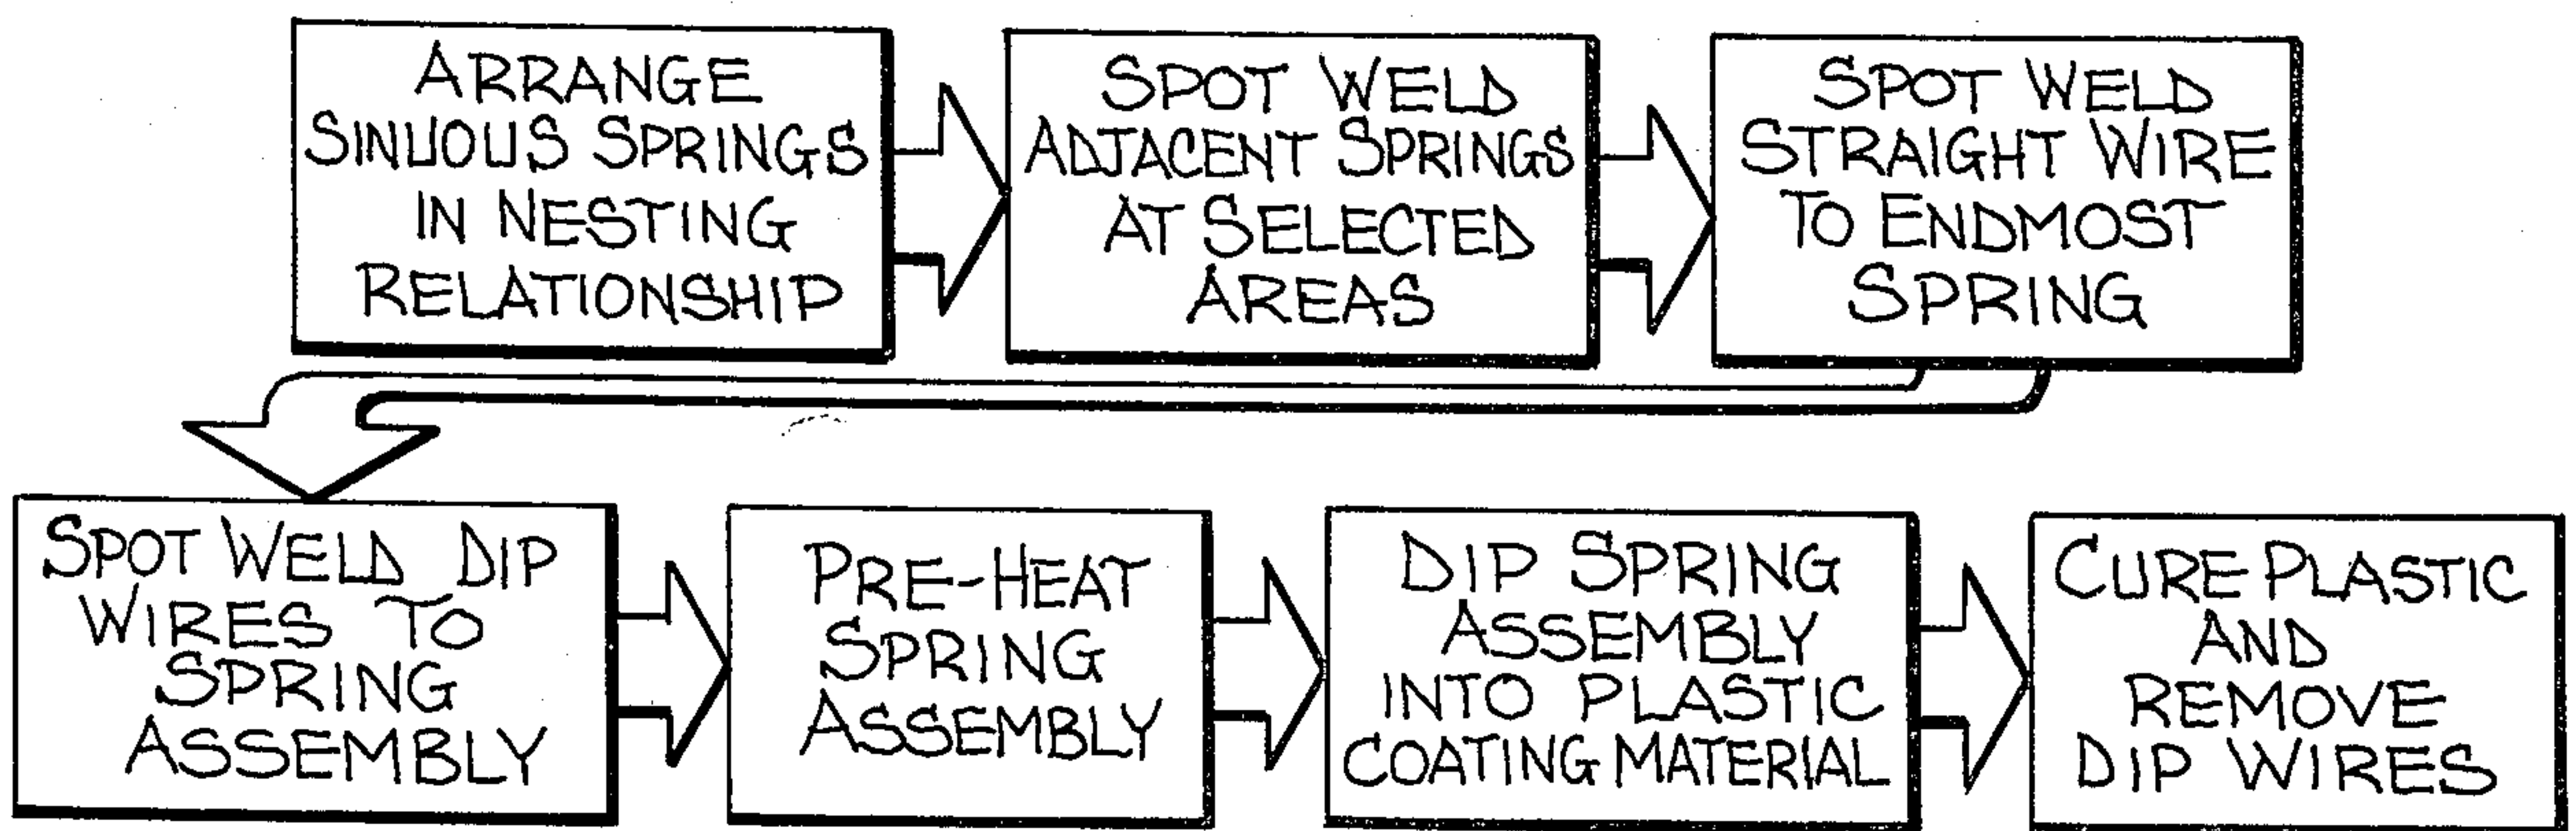 ARRANGE
SINUOUS SPRINGS
IN NESTING
RELATIONSHIP
SPOT WELD
ADJACENT SPRINGS
AT SELECTED
AREAS
SPOT WELD
STRAIGHT WIRE
TO ENDMOST
SPRING
SPOT WELD DIP
WIRES TO
SPRING
ASSEMBLY
PRE-HEAT
SPRING
ASSEMBLY
DIP SPRING
ASSEMBLY
INTO PLASTIC
COATING MATERIAL
CURE PLASTIC
AND
REMOVE
DIP WIRES